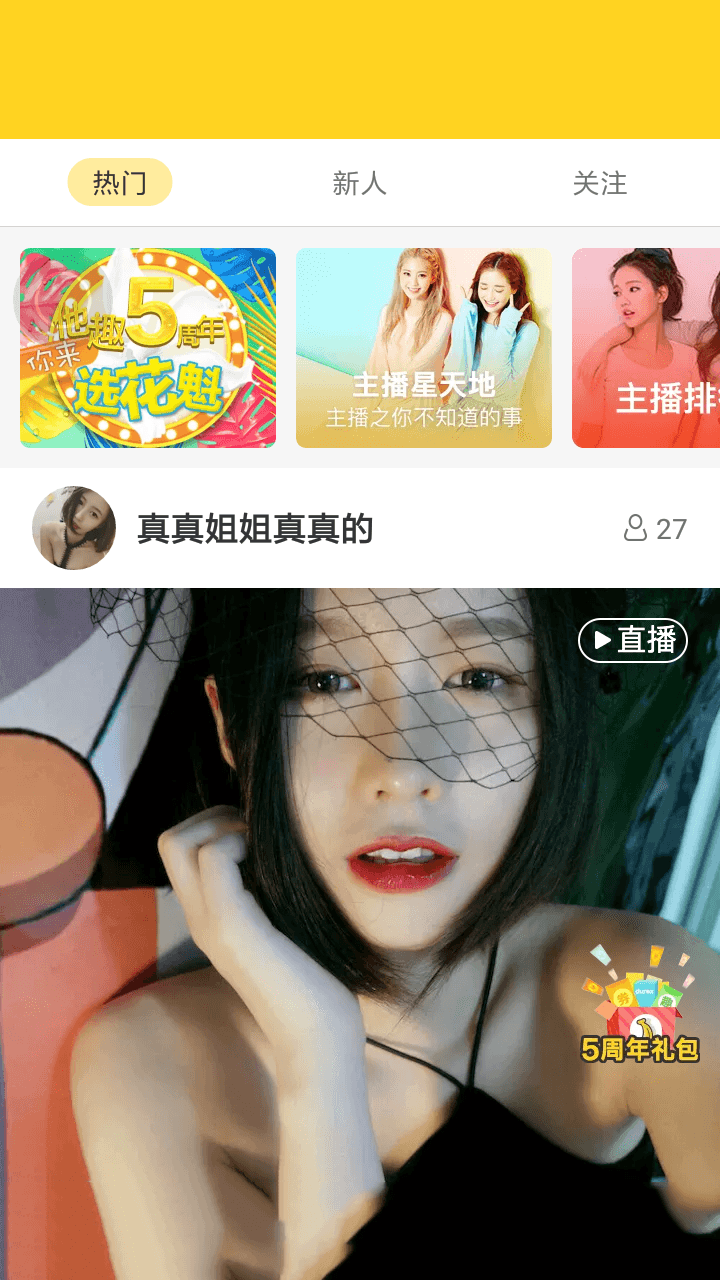 热门
新人
关注
他趣5周年
你来
选花魁
主播星天地
主播之你不知道的事
主播排
真真姐姐真真的
27
直播
券
券
5周年礼包